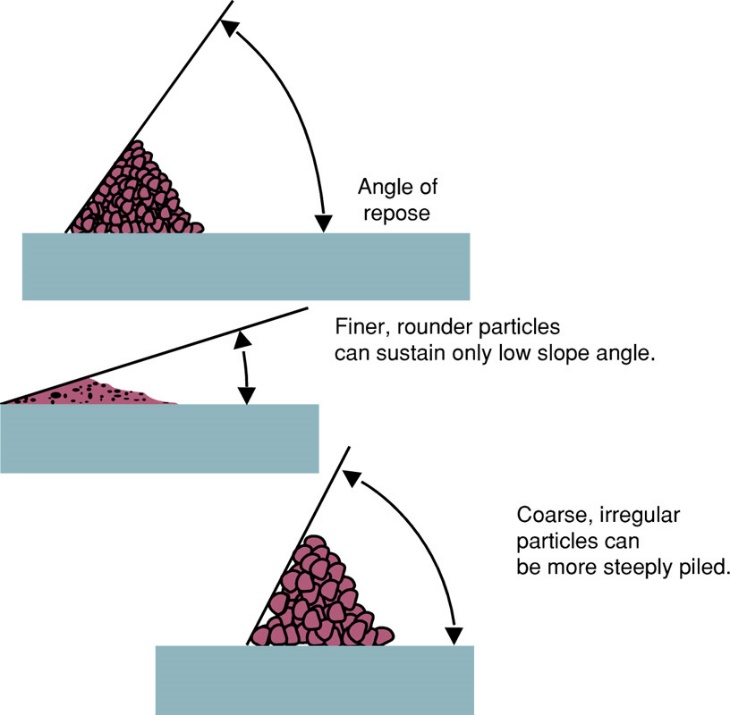 Angle of
repose
Finer, rounder particles
can sustain only low slope angle.
Coarse, irregular
particles can
be more steeply piled.